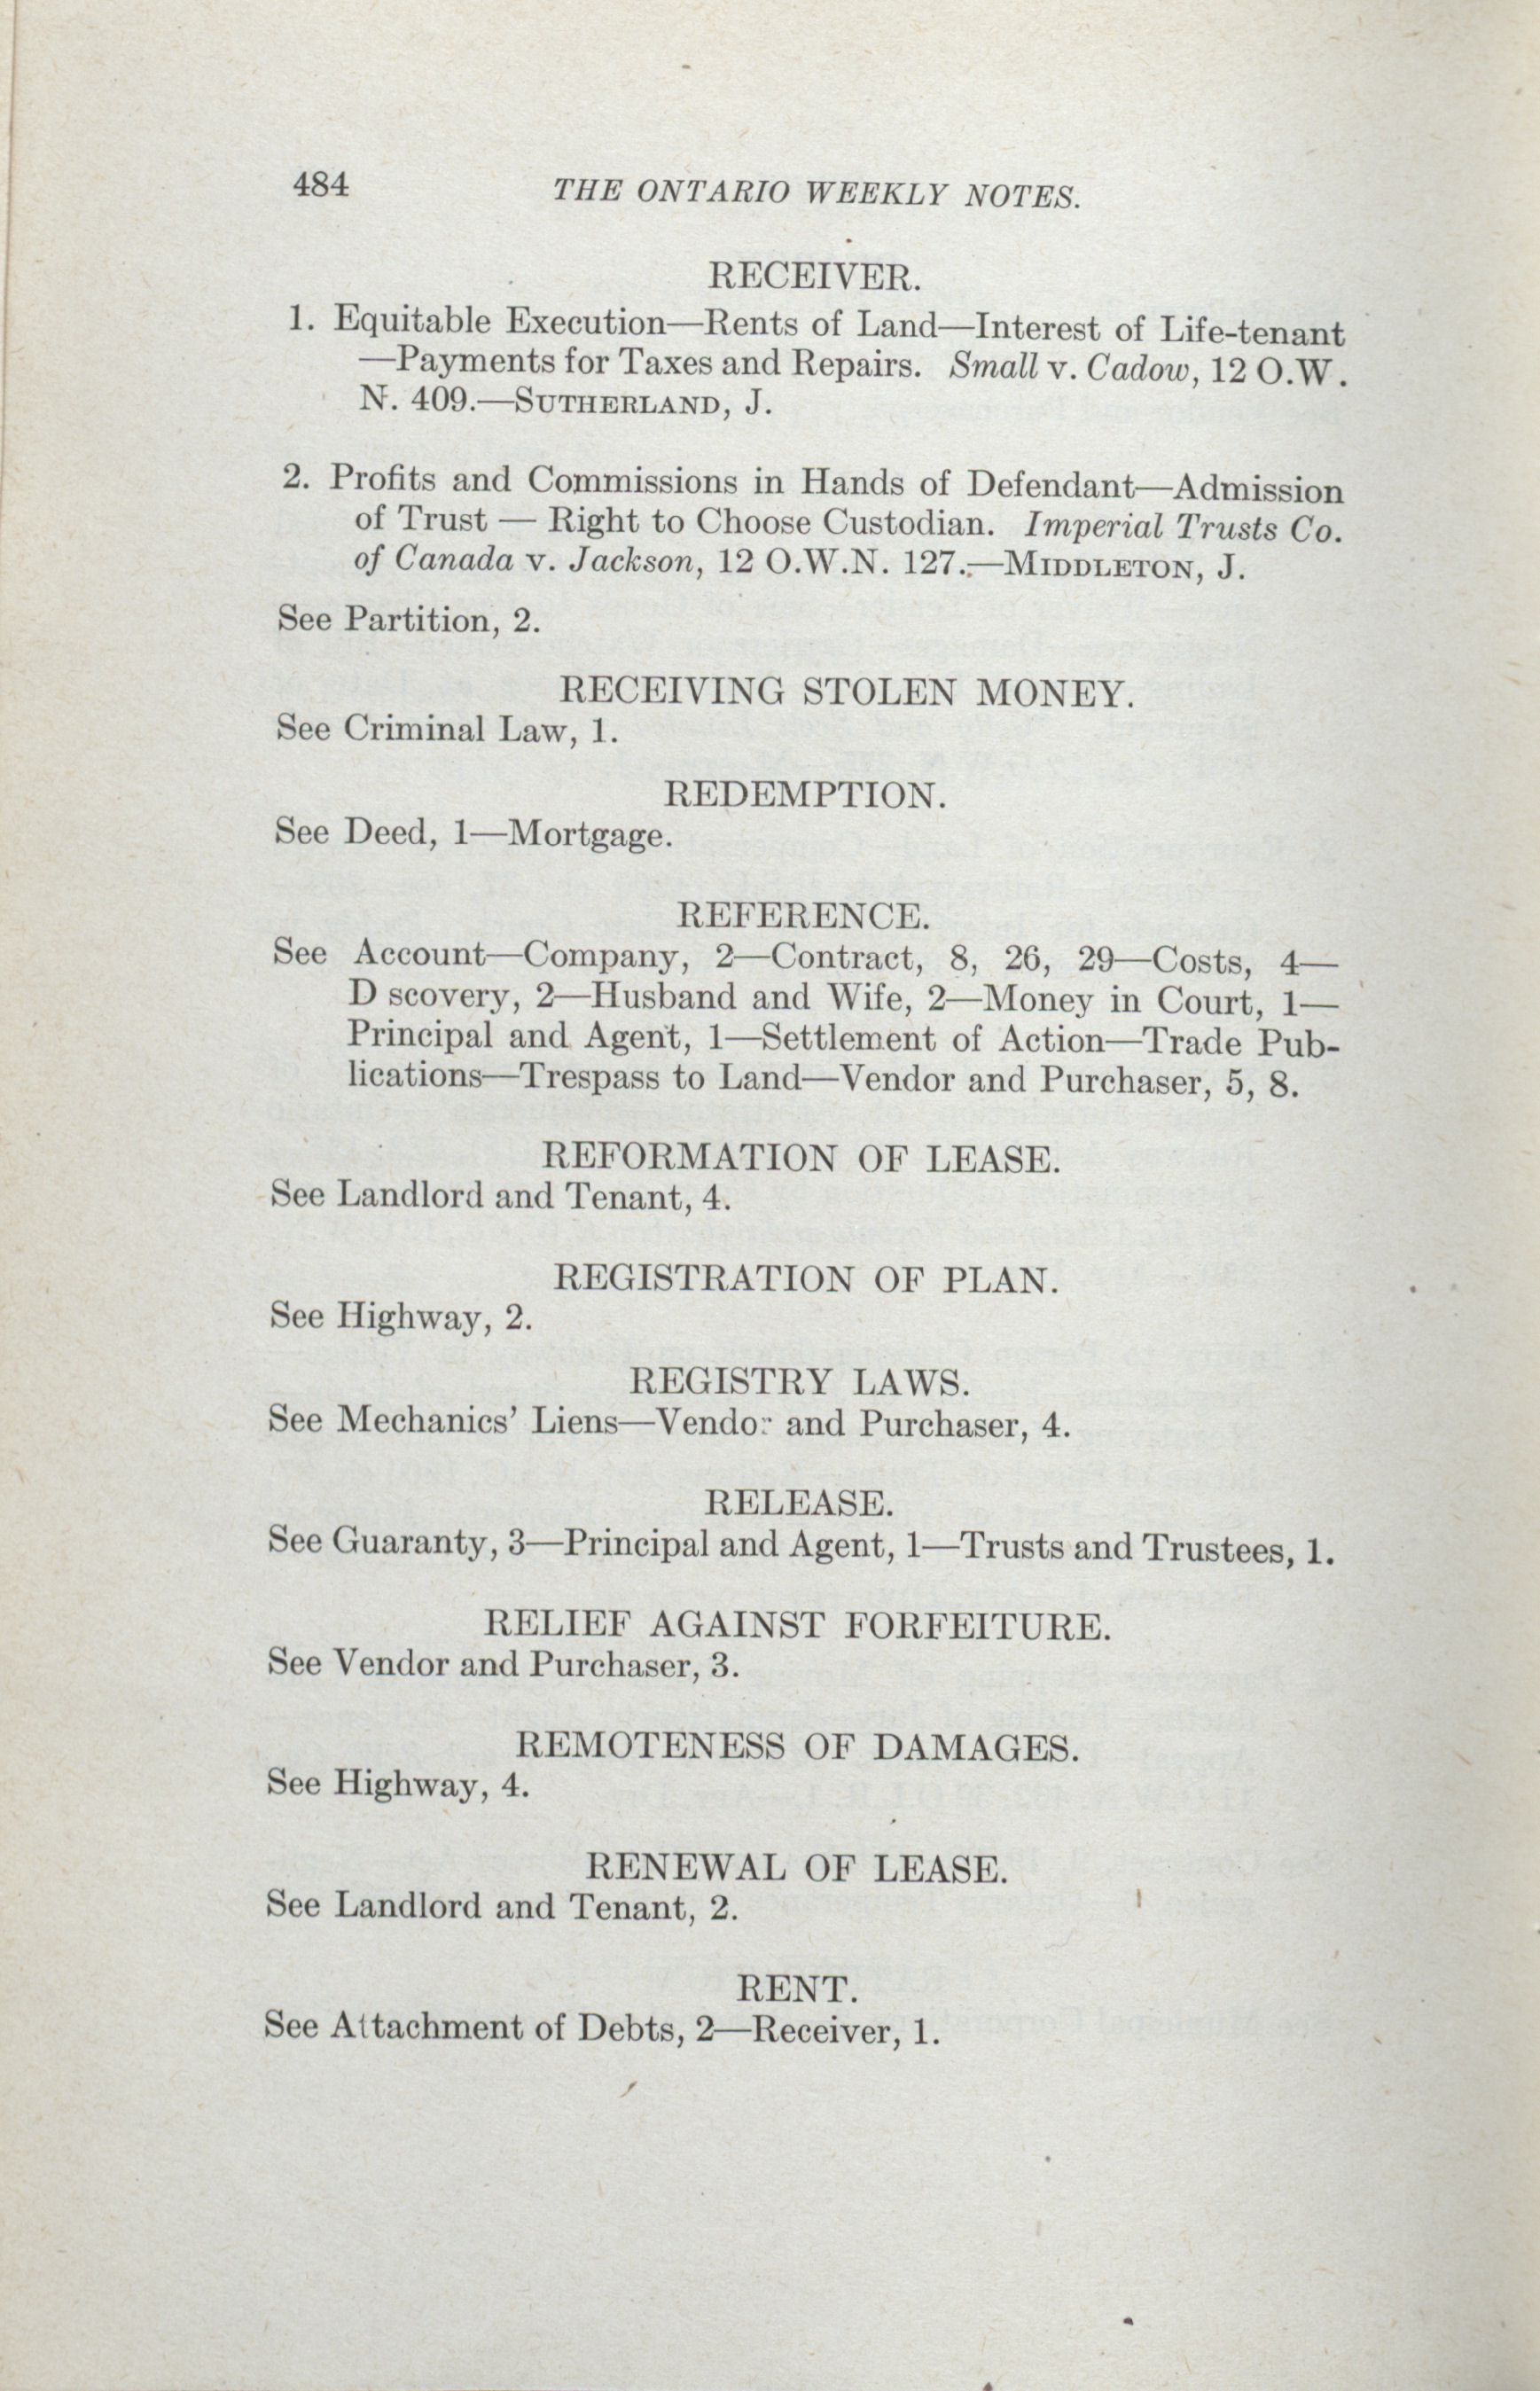 484
THE ONTARIO WEEKLY NOTES.
RECEIVER.
1. Equitable Execution—Rents of Land—Interest of Life-tenant
—Payments for Taxes and Repairs. Small v. Cadow, 12 O.W.
N. 409.—SUTHERLAND, J.
2. Profits and Commissions in Hands of Defendant—Admission
of Trust — Right to Choose Custodian. Imperial Trusts Co.
of Canada v. Jackson, 12 O.W.N. 127.—MIDDLETON, J.
See Partition, 2.
RECEIVING STOLEN MONEY.
See Criminal Law, 1.
REDEMPTION.
See Deed, 1—Mortgage.
REFERENCE.
See Account—Company, 2—Contract, 8, 26, 29—Costs, 4—
D scovery, 2—Husband and Wife, 2—Money in Court, 1—
Principal and Agent, 1—Settlement of Action—Trade Pub-
lications—Trespass to Land—Vendor and Purchaser, 5, 8.
REFORMATION OF LEASE.
See Landlord and Tenant, 4.
REGISTRATION OF PLAN.
See Highway, 2.
REGISTRY LAWS.
See Mechanics' Liens—Vendor and Purchaser, 4.
RELEASE.
See Guaranty, 3—Principal and Agent, 1—Trusts and Trustees, 1.
RELIEF AGAINST FORFEITURE.
See Vendor and Purchaser, 3.
REMOTENESS OF DAMAGES.
See Highway, 4.
RENEWAL OF LEASE.
See Landlord and Tenant, 2.
RENT.
See Attachment of Debts, 2—Receiver, 1.